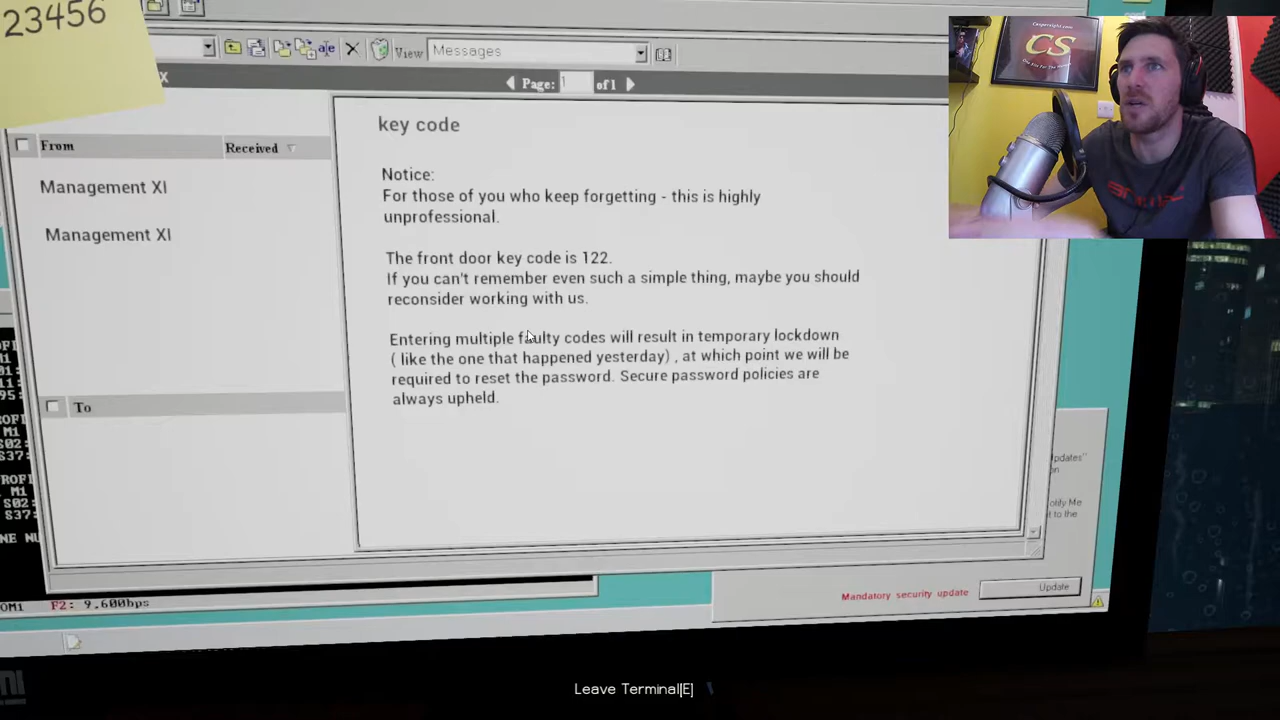 23456
View Messages
Page: 1 of 1
From Received
Management XI
Management XI
To
key code
Notice:
For those of you who keep forgetting - this is highly
unprofessional.
The front door key code is 122.
If you can't remember even such a simple thing, maybe you should
reconsider working with us.
Entering multiple faulty codes will result in temporary lockdown
( like the one that happened yesterday) , at which point we will be
required to reset the password. Secure password policies are
always upheld.
CS
Mandatory security update Update
F2: 9,600bps
Leave Terminal[E]